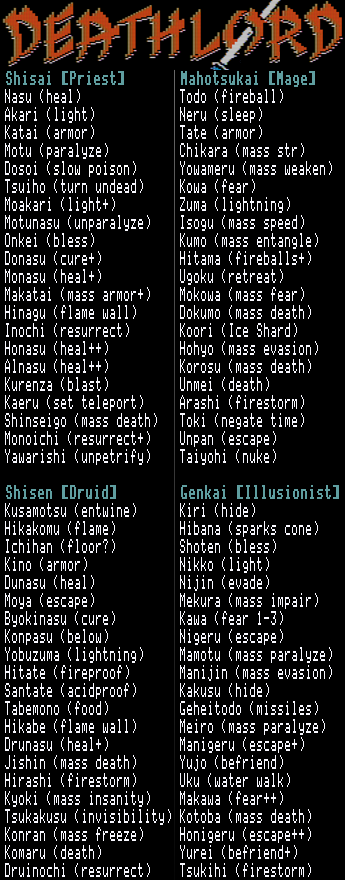 DEATHLORD
Shisai [Priest]
Nasu (heal)
Akari (light)
Katai (armor)
Motu (paralyze)
Dosoi (slow poison)
Tsuiho (turn undead)
Moakari (light+)
Motunasu (unparalyze)
Onkei (bless)
Donasu (cure+)
Monasu (heal+)
Makatai (mass armor+)
Hinagu (flame wall)
Inochi (resurrect)
Honasu (heal++)
Alnasu (heal++)
Kurenza (blast)
Kaeru (set teleport)
Shinseigo (mass death)
Monoichi (resurrect+)
Yawarishi (unpetrify)
Mahotsukai [Mage]
Todo (fireball)
Neru (sleep)
Tate (armor)
Chikara (mass str)
Yowameru (mass weaken)
Kowa (fear)
Zuma (lightning)
Isogu (mass speed)
Kumo (mass entangle)
Hitama (fireballs+)
Ugoku (retreat)
Mokowa (mass fear)
Dokumo (mass death)
Koori (Ice Shard)
Hohyo (mass evasion)
Korosu (mass death)
Unmei (death)
Arashi (firestorm)
Toki (negate time)
Unpan (escape)
Taiyohi (nuke)
Shisen [Druid]
Kusamotsu (entwine)
Hikakomu (flame)
Ichihan (floor?)
Kino (armor)
Dunasu (heal)
Moya (escape)
Byokinasu (cure)
Konpasu (below)
Yobuzuma (lightning)
Hitate (fireproof)
Santate (acidproof)
Tabemono (food)
Hikabe (flame wall)
Drunasu (heal+)
Jishin (mass death)
Hirashi (firestorm)
Kyoki (mass insanity)
Tsukakusu (invisibility)
Konran (mass freeze)
Komaru (death)
Druinochi (resurrect)
Genkai [Illusionist]
Kiri (hide)
Hibana (sparks cone)
Shoten (bless)
Nikko (light)
Nijin (evade)
Mekura (mass impair)
Kawa (fear 1-3)
Nigeru (escape)
Mamotu (mass paralyze)
Manijin (mass evasion)
Kakusu (hide)
Geheitodo (missiles)
Meiro (mass paralyze)
Manigeru (escape+)
Yujo (befriend)
Uku (water walk)
Makawa (fear++)
Kotoba (mass death)
Honigeru (escape++)
Yurei (befriend+)
Tsukihi (firestorm)